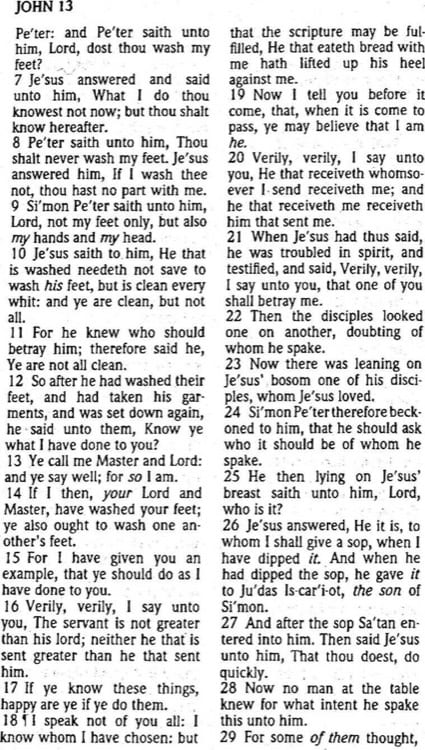 JOHN 13
Pe'ter: and Pe'ter saith unto
him, Lord, dost thou wash my
feet?
7 Je'sus answered and said
unto him, What I do thou
knowest not now; but thou shalt
know hereafter.
8 Pe'ter saith unto him, Thou
shalt never wash my feet. Je'sus
answered him, If I wash thee
not, thou hast no part with me.
9 Si'mon Pe'ter saith unto him,
Lord, not my feet only, but also
my hands and my head.
10 Je'sus saith to him, He that
is washed needeth not save to
wash his feet, but is clean every
whit: and ye are clean, but not
all.
11 For he knew who should
betray him; therefore said he,
Ye are not all clean.
12 So after he had washed their
feet, and had taken his gar-
ments, and was set down again,
he said unto them, Know ye
what I have done to you?
13 Ye call me Master and Lord:
and ye say well; for so I am.
14 If I then, your Lord and
Master, have washed your feet;
ye also ought to wash one an-
other's feet.
15 For I have given you an
example, that ye should do as I
have done to you.
16 Verily, verily, I say unto
you, The servant is not greater
than his lord; neither he that is
sent greater than he that sent
him.
17 If ye know these things,
happy are ye if ye do them.
18 ¶ I speak not of you all: I
know whom I have chosen: but
that the scripture may be ful-
filled, He that eateth bread with
me hath lifted up his heel
against me.
19 Now I tell you before it
come, that, when it is come to
pass, ye may believe that I am
he.
20 Verily, verily, I say unto
you, He that receiveth whomso-
ever I send receiveth me; and
he that receiveth me receiveth
him that sent me.
21 When Je'sus had thus said,
he was troubled in spirit, and
testified, and said, Verily, verily,
I say unto you, that one of you
shall betray me.
22 Then the disciples looked
one on another, doubting of
whom he spake.
23 Now there was leaning on
Je'sus' bosom one of his disci-
ples, whom Je'sus loved.
24 Si'mon Pe'ter therefore beck-
oned to him, that he should ask
who it should be of whom he
spake.
25 He then lying on Je'sus'
breast saith unto him, Lord,
who is it?
26 Je'sus answered, He it is, to
whom I shall give a sop, when I
have dipped it. And when he
had dipped the sop, he gave it
to Ju'das Is-car'i-ot, the son of
Si'mon.
27 And after the sop Sa'tan en-
tered into him. Then said Je'sus
unto him, That thou doest, do
quickly.
28 Now no man at the table
knew for what intent he spake
this unto him.
29 For some of them thought,